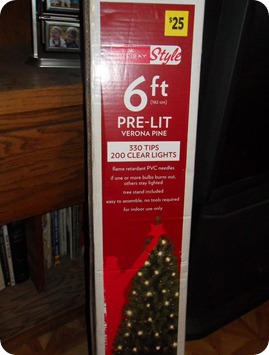 $25
Style
6ft
(182 cm)
PRE-LIT
VERONA PINE
330 TIPS
200 CLEAR LIGHTS
flame retardant PVC needles
if one or more bulbs burns out,
others stay lighted
tree stand included
easy to assemble, no tools required
for indoor use only